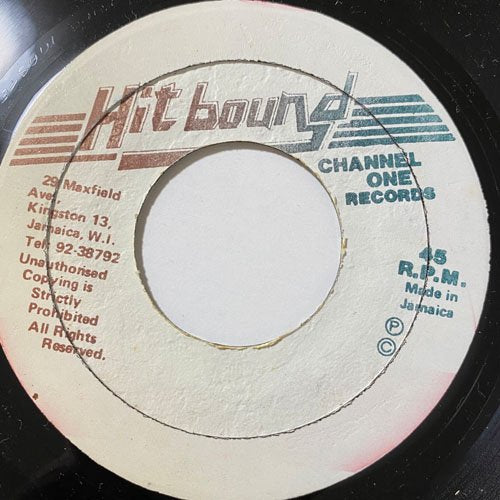 Hit bound
CHANNEL
ONE
RECORDS
29 Maxfield
Ave,
Kingston 13,
Jamaica, W.I.
Tel: 92-38792
Unauthorised
Copying is
Strictly
Prohibited
All Rights
Reserved.
45
R.P.M.
Made in
Jamaica
Ⓟ
©